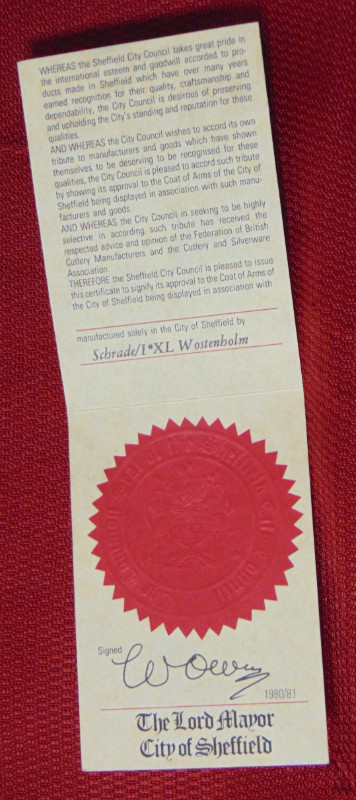 WHEREAS the Sheffield City Council takes great pride in
the international esteem and goodwill accorded to pro-
ducts made in Sheffield which have over many years
earned recognition for their quality, craftsmanship and
dependability, the City Council is desirous of preserving
and upholding the City's standing and reputation for these
qualities.
AND WHEREAS the City Council wishes to accord its own
tribute to manufacturers and goods which have shown
themselves to be deserving to be recognised for these
qualities, the City Council is pleased to accord such tribute
by showing its approval to the Coat of Arms of the City of
Sheffield being displayed in association with such manu-
facturers and goods.
AND WHEREAS the City Council in seeking to be highly
selective in according such tribute has received the
respected advice and opinion of the Federation of British
Cutlery Manufacturers and the Cutlery and Silverware
Association.
THEREFORE the Sheffield City Council is pleased to issue
this certificate to signify its approval to the Coat of Arms of
the City of Sheffield being displayed in association with
manufactured solely in the City of Sheffield by
Schrade/I*XL Wostenholm
Seal of the Sheffield City Council
Signed
W Owen
1980/81
The Lord Mayor
City of Sheffield